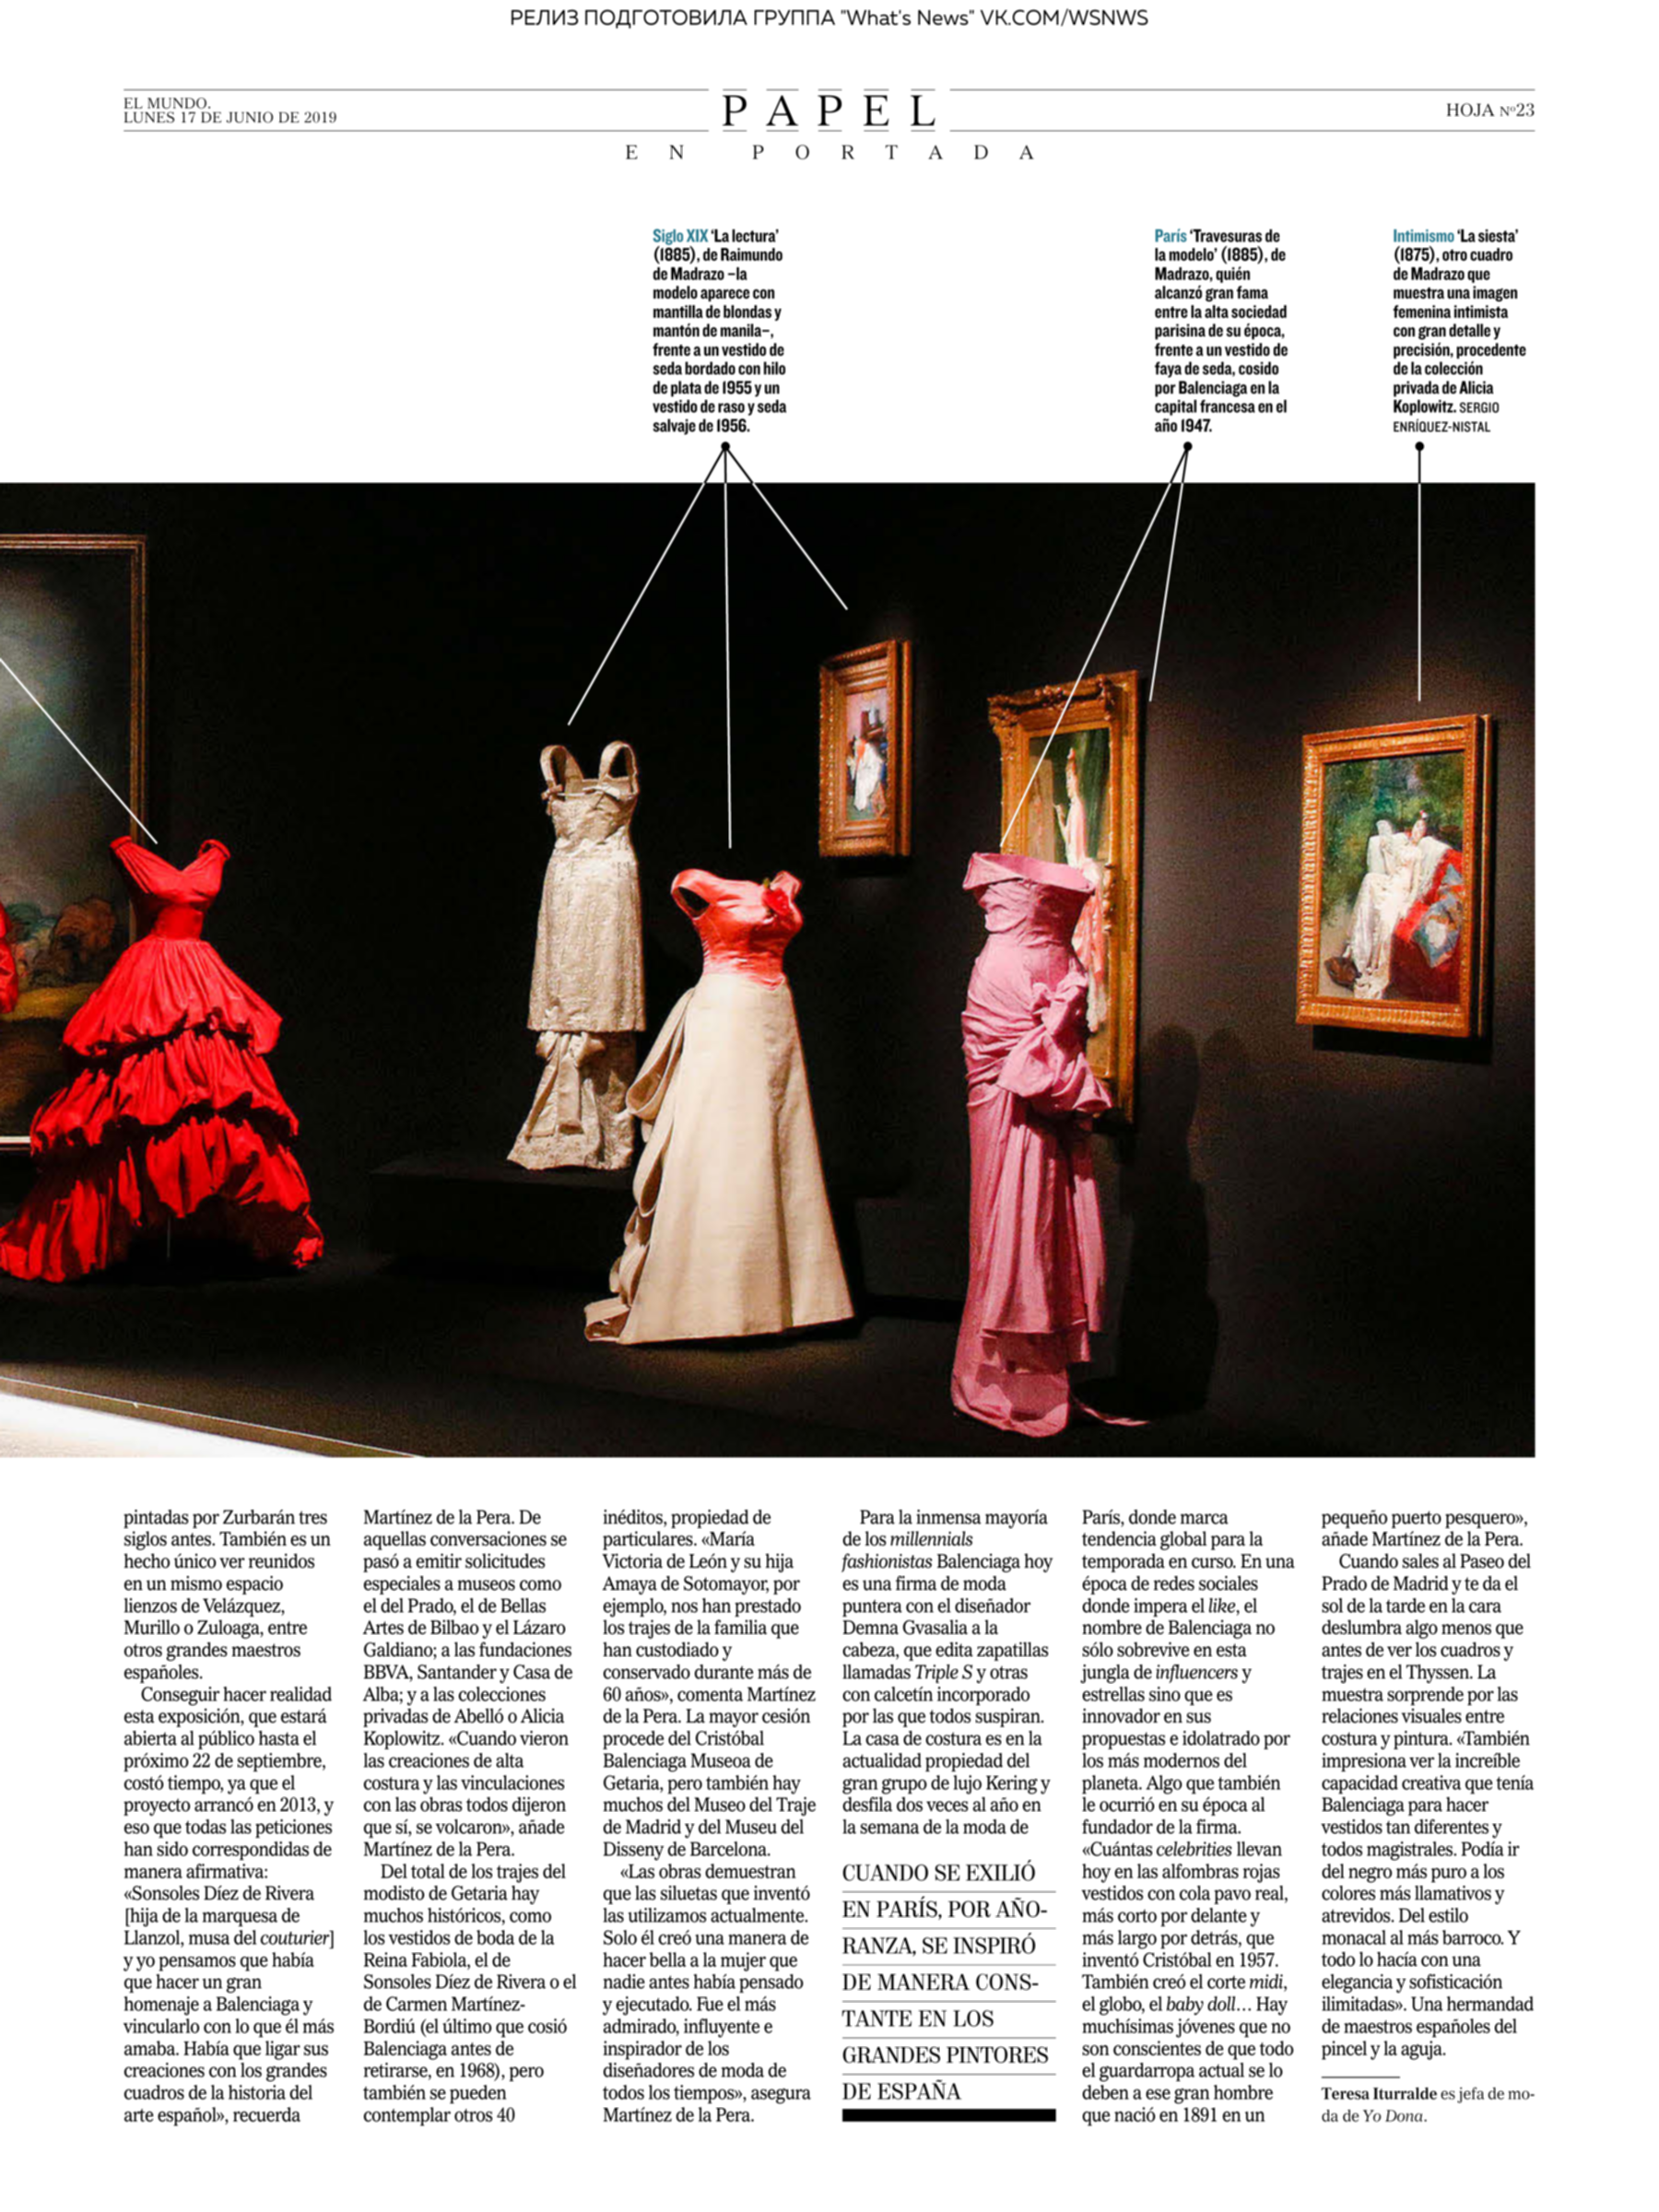 РЕЛИЗ ПОДГОТОВИЛА ГРУППА "What's News" VK.COM/WSNWS
EL MUNDO.
LUNES 17 DE JUNIO DE 2019
PAPEL
HOJA Nº23
EN PORTADA
Siglo XIX ‘La lectura’
(1885), de Raimundo
de Madrazo –la
modelo aparece con
mantilla de blondas y
mantón de manila–,
frente a un vestido de
seda bordado con hilo
de plata de 1955 y un
vestido de raso y seda
salvaje de 1956.
París ‘Travesuras de
la modelo’ (1885), de
Madrazo, quién
alcanzó gran fama
entre la alta sociedad
parisina de su época,
frente a un vestido de
faya de seda, cosido
por Balenciaga en la
capital francesa en el
año 1947.
Intimismo ‘La siesta’
(1875), otro cuadro
de Madrazo que
muestra una imagen
femenina intimista
con gran detalle y
precisión, procedente
de la colección
privada de Alicia
Koplowitz. SERGIO
ENRÍQUEZ-NISTAL
pintadas por Zurbarán tres
siglos antes. También es un
hecho único ver reunidos
en un mismo espacio
lienzos de Velázquez,
Murillo o Zuloaga, entre
otros grandes maestros
españoles.
Conseguir hacer realidad
esta exposición, que estará
abierta al público hasta el
próximo 22 de septiembre,
costó tiempo, ya que el
proyecto arrancó en 2013, y
eso que todas las peticiones
han sido correspondidas de
manera afirmativa:
«Sonsoles Díez de Rivera
[hija de la marquesa de
Llanzol, musa del couturier]
y yo pensamos que había
que hacer un gran
homenaje a Balenciaga y
vincularlo con lo que él más
amaba. Había que ligar sus
creaciones con los grandes
cuadros de la historia del
arte español», recuerda
Martínez de la Pera. De
aquellas conversaciones se
pasó a emitir solicitudes
especiales a museos como
el del Prado, el de Bellas
Artes de Bilbao y el Lázaro
Galdiano; a las fundaciones
BBVA, Santander y Casa de
Alba; y a las colecciones
privadas de Abelló o Alicia
Koplowitz. «Cuando vieron
las creaciones de alta
costura y las vinculaciones
con las obras todos dijeron
que sí, se volcaron», añade
Martínez de la Pera.
Del total de los trajes del
modisto de Getaria hay
muchos históricos, como
los vestidos de boda de la
Reina Fabiola, el de
Sonsoles Díez de Rivera o el
de Carmen Martínez-
Bordiú (el último que cosió
Balenciaga antes de
retirarse, en 1968), pero
también se pueden
contemplar otros 40
inéditos, propiedad de
particulares. «María
Victoria de León y su hija
Amaya de Sotomayor, por
ejemplo, nos han prestado
los trajes de la familia que
han custodiado y
conservado durante más de
60 años», comenta Martínez
de la Pera. La mayor cesión
procede del Cristóbal
Balenciaga Museoa de
Getaria, pero también hay
muchos del Museo del Traje
de Madrid y del Museu del
Disseny de Barcelona.
«Las obras demuestran
que las siluetas que inventó
las utilizamos actualmente.
Solo él creó una manera de
hacer bella a la mujer que
nadie antes había pensado
y ejecutado. Fue el más
admirado, influyente e
inspirador de los
diseñadores de moda de
todos los tiempos», asegura
Martínez de la Pera.
Para la inmensa mayoría
de los millennials
fashionistas Balenciaga hoy
es una firma de moda
puntera con el diseñador
Demna Gvasalia a la
cabeza, que edita zapatillas
llamadas Triple S y otras
con calcetín incorporado
por las que todos suspiran.
La casa de costura es en la
actualidad propiedad del
gran grupo de lujo Kering y
desfila dos veces al año en
la semana de la moda de
CUANDO SE EXILIÓ
EN PARÍS, POR AÑO-
RANZA, SE INSPIRÓ
DE MANERA CONS-
TANTE EN LOS
GRANDES PINTORES
DE ESPAÑA
París, donde marca
tendencia global para la
temporada en curso. En una
época de redes sociales
donde impera el like, el
nombre de Balenciaga no
sólo sobrevive en esta
jungla de influencers y
estrellas sino que es
innovador en sus
propuestas e idolatrado por
los más modernos del
planeta. Algo que también
le ocurrió en su época al
fundador de la firma.
«Cuántas celebrities llevan
hoy en las alfombras rojas
vestidos con cola pavo real,
más corto por delante y
más largo por detrás, que
inventó Cristóbal en 1957.
También creó el corte midi,
el globo, el baby doll… Hay
muchísimas jóvenes que no
son conscientes de que todo
el guardarropa actual se lo
deben a ese gran hombre
que nació en 1891 en un
pequeño puerto pesquero»,
añade Martínez de la Pera.
Cuando sales al Paseo del
Prado de Madrid y te da el
sol de la tarde en la cara
deslumbra algo menos que
antes de ver los cuadros y
trajes en el Thyssen. La
muestra sorprende por las
relaciones visuales entre
costura y pintura. «También
impresiona ver la increíble
capacidad creativa que tenía
Balenciaga para hacer
vestidos tan diferentes y
todos magistrales. Podía ir
del negro más puro a los
colores más llamativos y
atrevidos. Del estilo
monacal al más barroco. Y
todo lo hacía con una
elegancia y sofisticación
ilimitadas». Una hermandad
de maestros españoles del
pincel y la aguja.
Teresa Iturralde es jefa de mo-
da de Yo Dona.